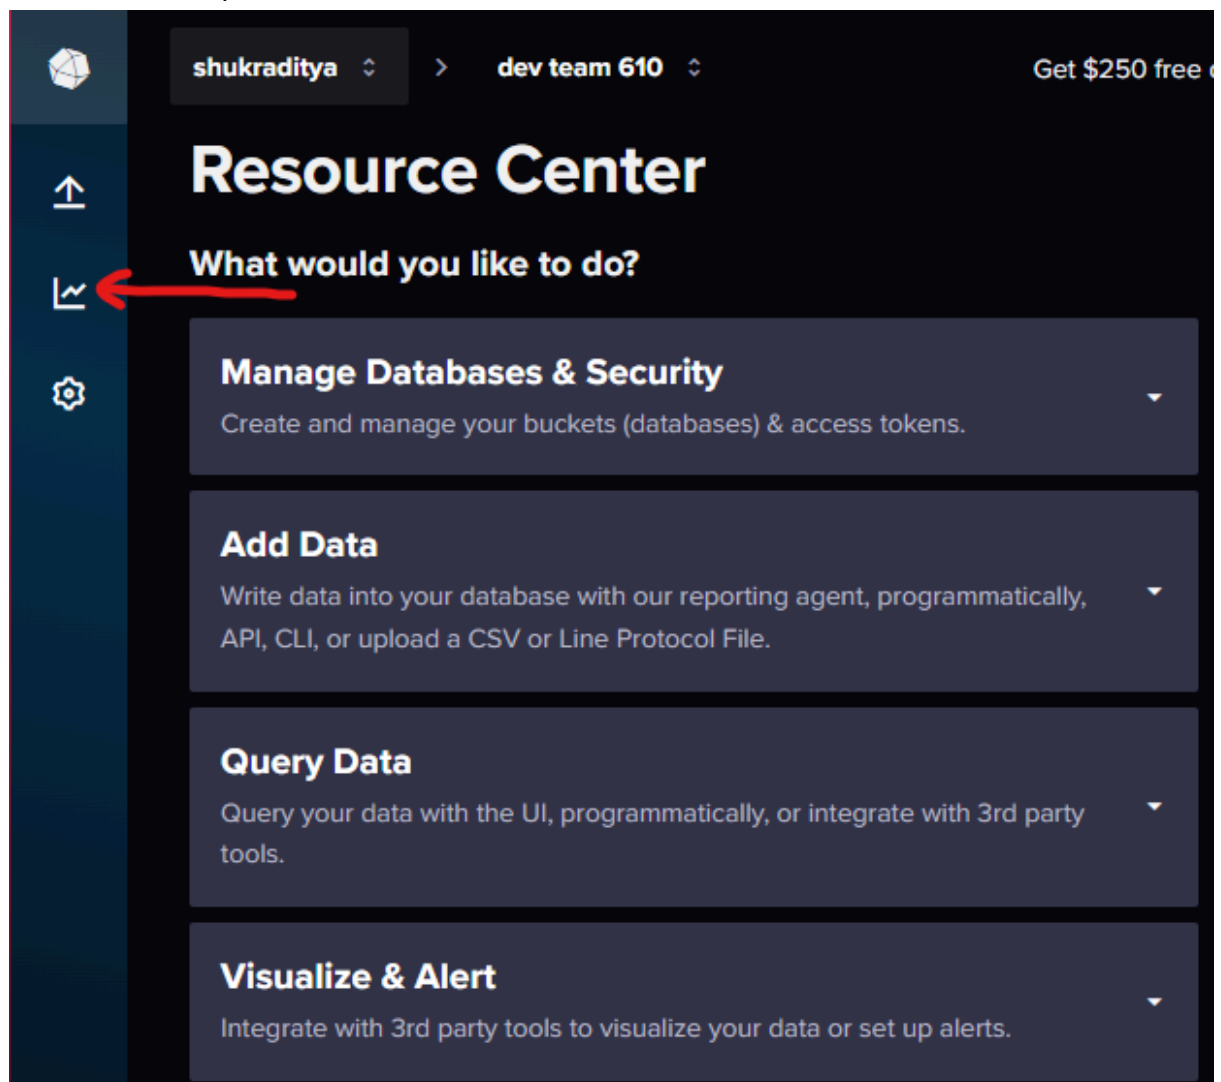 shukraditya > dev team 610 Get $250 free
Resource Center
What would you like to do?
Manage Databases & Security
Create and manage your buckets (databases) & access tokens.
Add Data
Write data into your database with our reporting agent, programmatically,
API, CLI, or upload a CSV or Line Protocol File.
Query Data
Query your data with the UI, programmatically, or integrate with 3rd party
tools.
Visualize & Alert
Integrate with 3rd party tools to visualize your data or set up alerts.